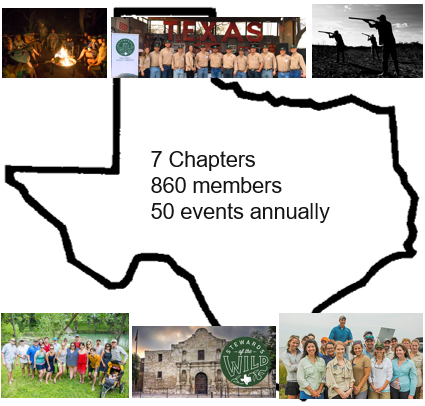 TEXAS
7 Chapters
860 members
50 events annually
STEWARDS
of the
WILD